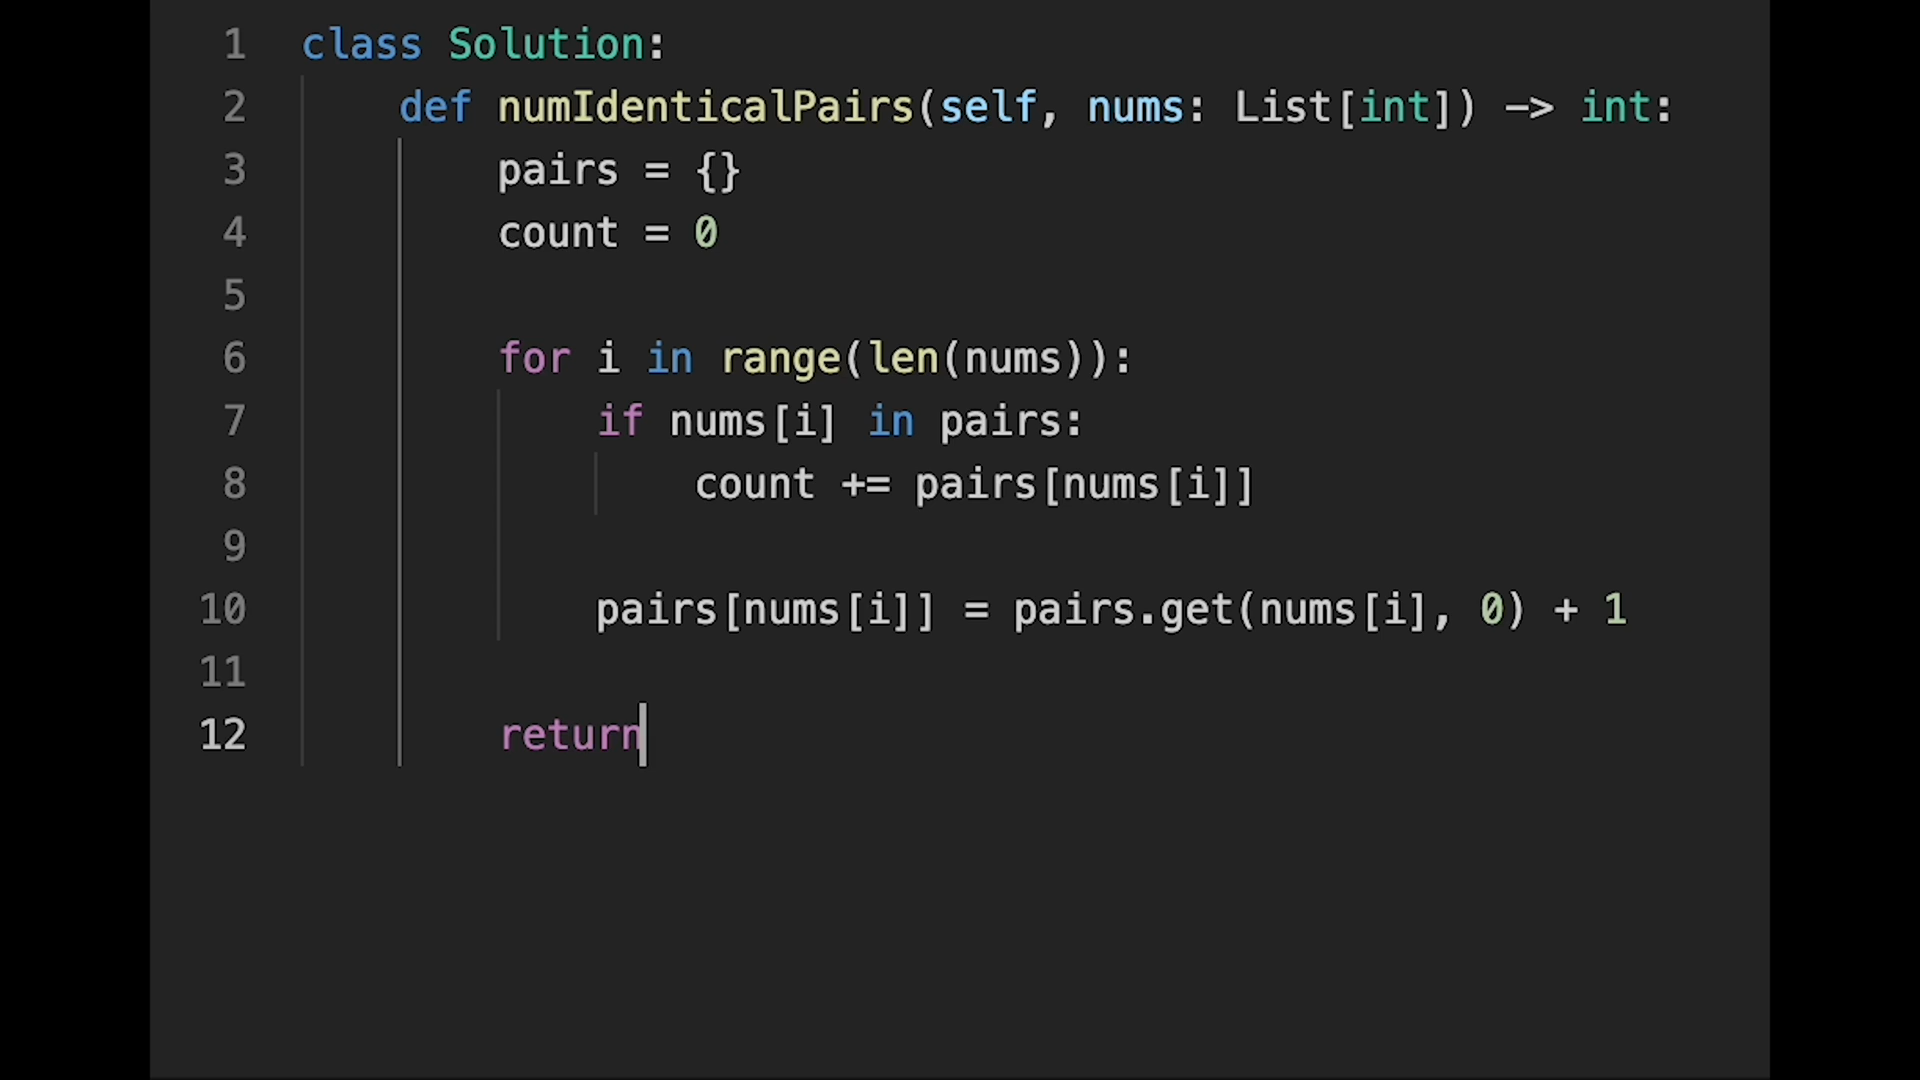 1 class Solution:
2 def numIdenticalPairs(self, nums: List[int]) -> int:
3 pairs = {}
4 count = 0
5
6 for i in range(len(nums)):
7 if nums[i] in pairs:
8 count += pairs[nums[i]]
9
10 pairs[nums[i]] = pairs.get(nums[i], 0) + 1
11
12 return